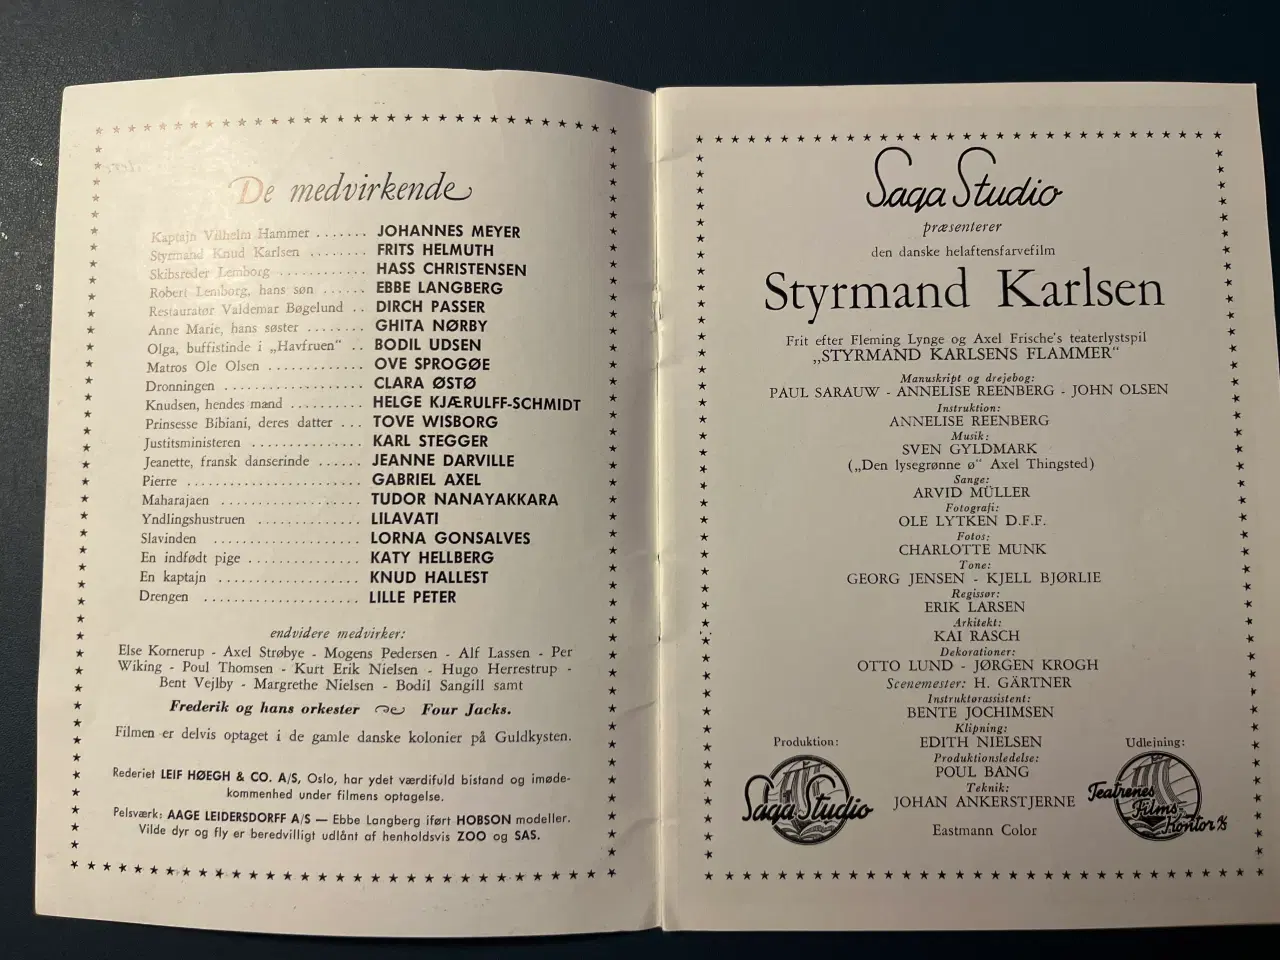 De medvirkende
Kaptajn Vilhelm Hammer ....... JOHANNES MEYER
Styrmand Knud Karlsen ........ FRITS HELMUTH
Skibsreder Lemborg ............ HASS CHRISTENSEN
Robert Lemborg, hans søn ...... EBBE LANGBERG
Restauratør Valdemar Bøgelund .. DIRCH PASSER
Anne Marie, hans søster ........ GHITA NØRBY
Olga, buffistinde i „Havfruen“ .. BODIL UDSEN
Matros Ole Olsen ............. OVE SPROGØE
Dronningen .................. CLARA ØSTØ
Knudsen, hendes mand .......... HELGE KJÆRULFF-SCHMIDT
Prinsesse Bibiani, deres datter ... TOVE WISBORG
Justitsministeren ............... KARL STEGGER
Jeanette, fransk danserinde ...... JEANNE DARVILLE
Pierre ....................... GABRIEL AXEL
Maharajaen .................. TUDOR NANAYAKKARA
Yndlingshustruen ............. LILAVATI
Slavinden ................... LORNA GONSALVES
En indfødt pige ............... KATY HELLBERG
En kaptajn .................. KNUD HALLEST
Drengen ..................... LILLE PETER
endvidere medvirker:
Else Kornerup - Axel Strøbye - Mogens Pedersen - Alf Lassen - Per
Wiking - Poul Thomsen - Kurt Erik Nielsen - Hugo Herrestrup -
Bent Vejlby - Margrethe Nielsen - Bodil Sangill samt
Frederik og hans orkester Four Jacks.
Filmen er delvis optaget i de gamle danske kolonier på Guldkysten.
Rederiet LEIF HØEGH & CO. A/S, Oslo, har ydet værdifuld bistand og imøde-
kommenhed under filmens optagelse.
Pelsværk: AAGE LEIDERSDORFF A/S — Ebbe Langberg iført HOBSON modeller.
Vilde dyr og fly er beredvilligt udlånt af henholdsvis ZOO og SAS.
Saga Studio
præsenterer
den danske helaftensfarvefilm
Styrmand Karlsen
Frit efter Fleming Lynge og Axel Frische's teaterlystspil
„STYRMAND KARLSENS FLAMMER“
Manuskript og drejebog:
PAUL SARAUW - ANNELISE REENBERG - JOHN OLSEN
Instruktion:
ANNELISE REENBERG
Musik:
SVEN GYLDMARK
(„Den lysegrønne ø“ Axel Thingsted)
Sange:
ARVID MÜLLER
Fotografi:
OLE LYTKEN D.F.F.
Fotos:
CHARLOTTE MUNK
Tone:
GEORG JENSEN - KJELL BJØRLIE
Regissør:
ERIK LARSEN
Arkitekt:
KAI RASCH
Dekorationer:
OTTO LUND - JØRGEN KROGH
Scenemester: H. GÄRTNER
Instruktørassistent:
BENTE JOCHIMSEN
Klipning:
EDITH NIELSEN
Produktionsledelse:
POUL BANG
Teknik:
JOHAN ANKERSTJERNE
Eastmann Color
Produktion:
Saga Studio
Udlejning:
Teatrenes
Films-
Kontor A/S